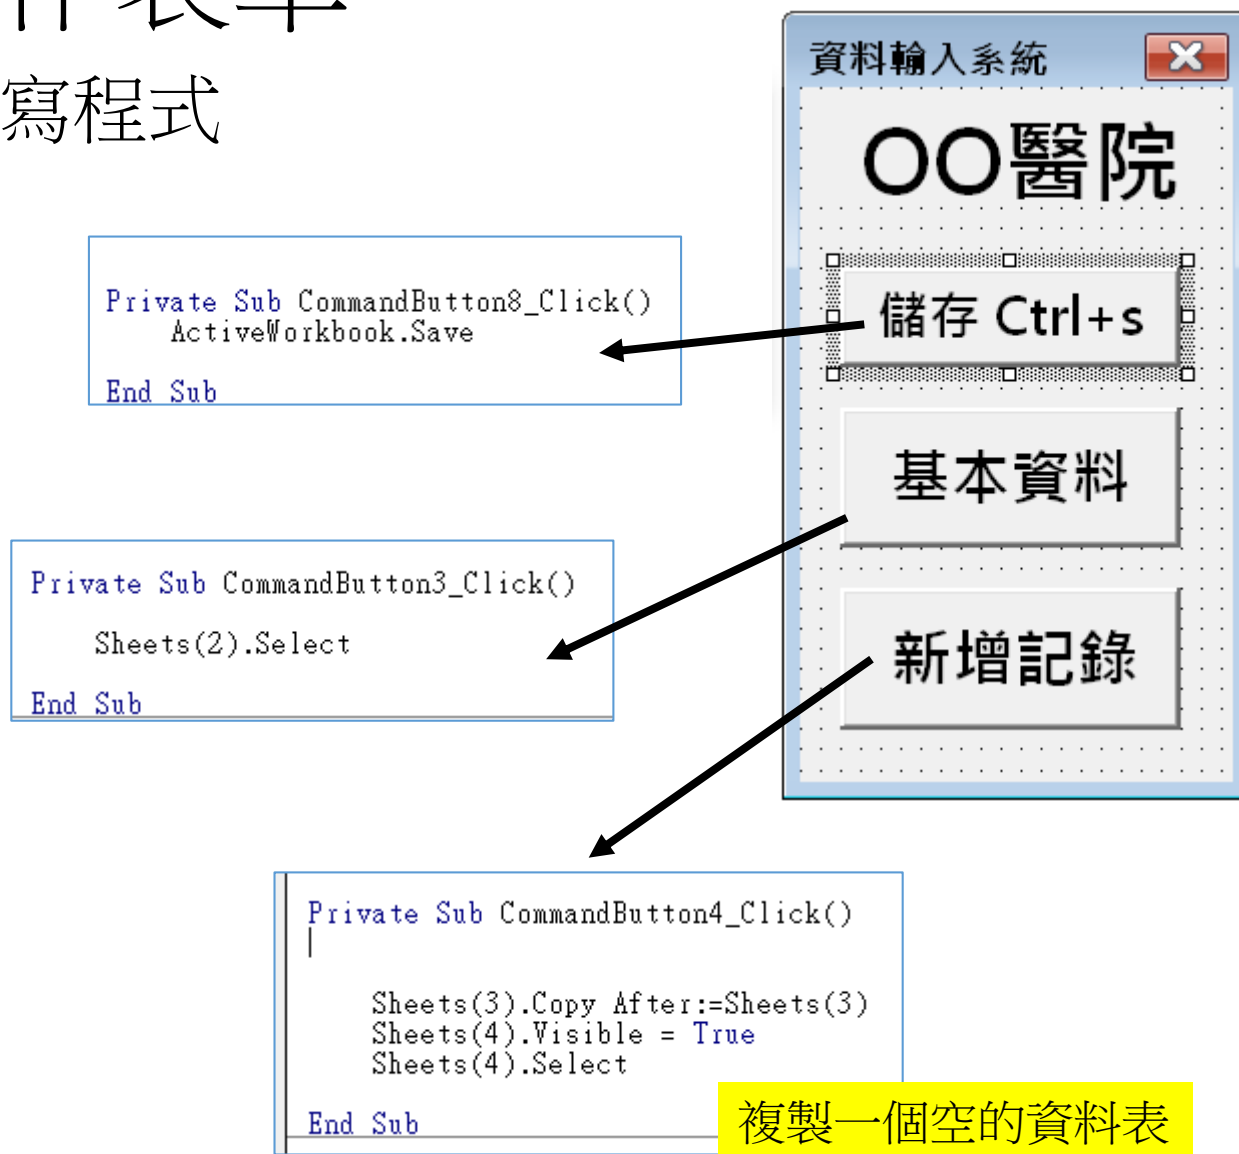 作表單
寫程式
資料輸入系統
OO醫院
儲存 Ctrl+s
基本資料
新增記錄
Private Sub CommandButton8_Click()
ActiveWorkbook.Save
End Sub
Private Sub CommandButton3_Click()
Sheets(2).Select
End Sub
Private Sub CommandButton4_Click()
Sheets(3).Copy After:=Sheets(3)
Sheets(4).Visible = True
Sheets(4).Select
End Sub
複製一個空的資料表